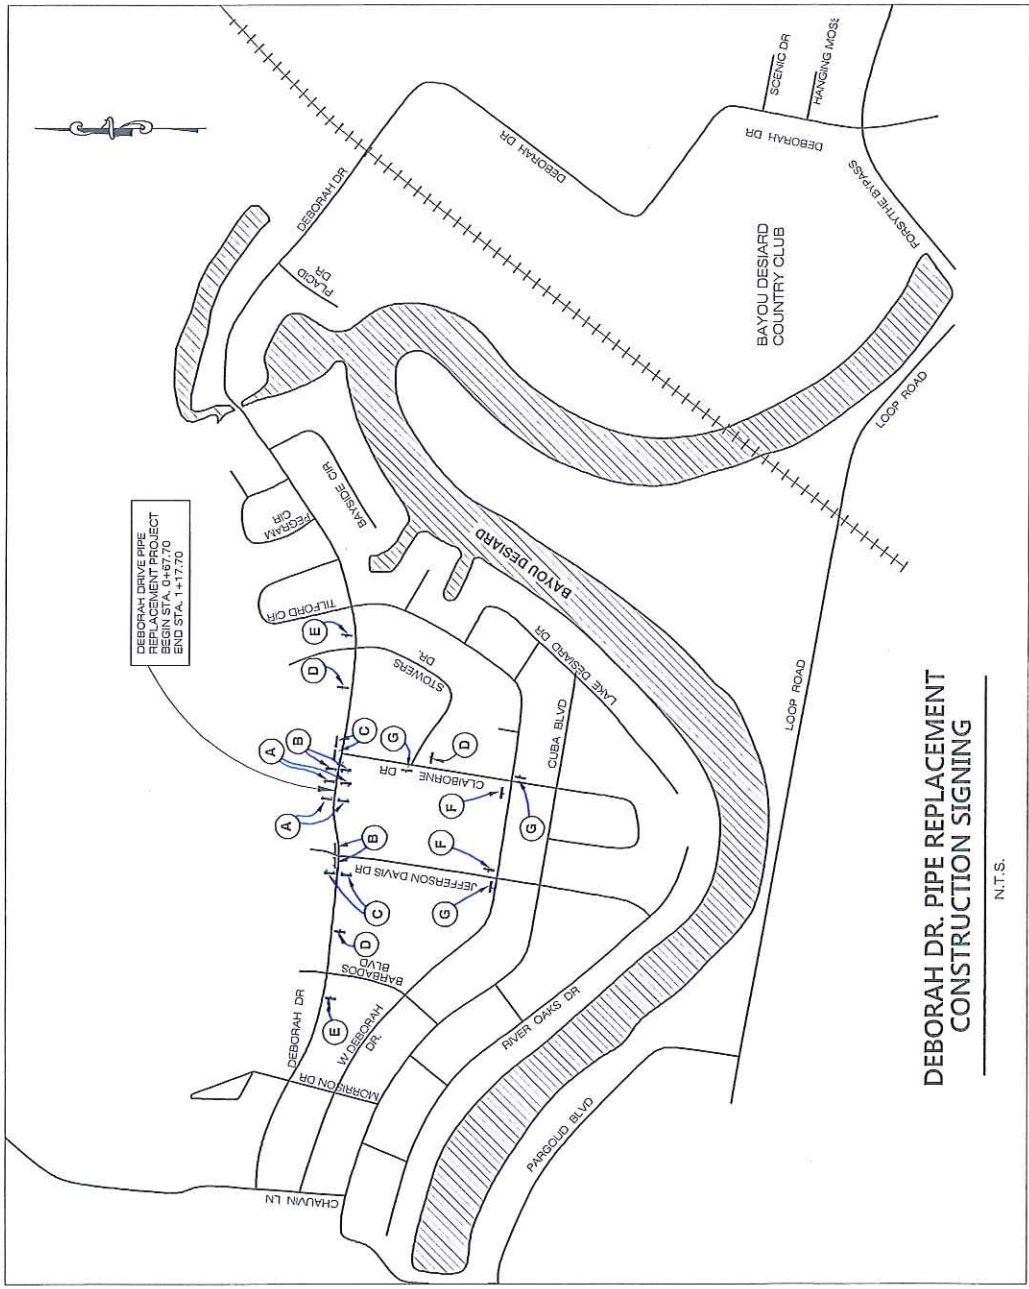 DEBORAH DRIVE PIPE
REPLACEMENT PROJECT
BEGIN STA. 0+67.70
END STA. 1+17.70
CHAUVIN LN
DEBORAH DR
MORRISON DR
W DEBORAH
DR.
BARBADOS
BLVD
E
D
C
B
A
A
B
C
D
E
JEFFERSON DAVIS DR
CLAIBORNE
DR
STOWERS
DR.
G
D
F
F
G
G
TILFORD CIR
PEGRAM
CIR
BAYSIDE CIR
PLACID
DR
DEBORAH DR
DEBORAH DR
DEBORAH DR
SCENIC DR
HANGING MOSS
FORSYTHE BYPASS
BAYOU DESIARD
COUNTRY CLUB
LOOP ROAD
LOOP ROAD
BAYOU DESIARD
LAKE DESIARD DR
CUBA BLVD
RIVER OAKS DR
PARGOUD BLVD
DEBORAH DR. PIPE REPLACEMENT
CONSTRUCTION SIGNING
N.T.S.